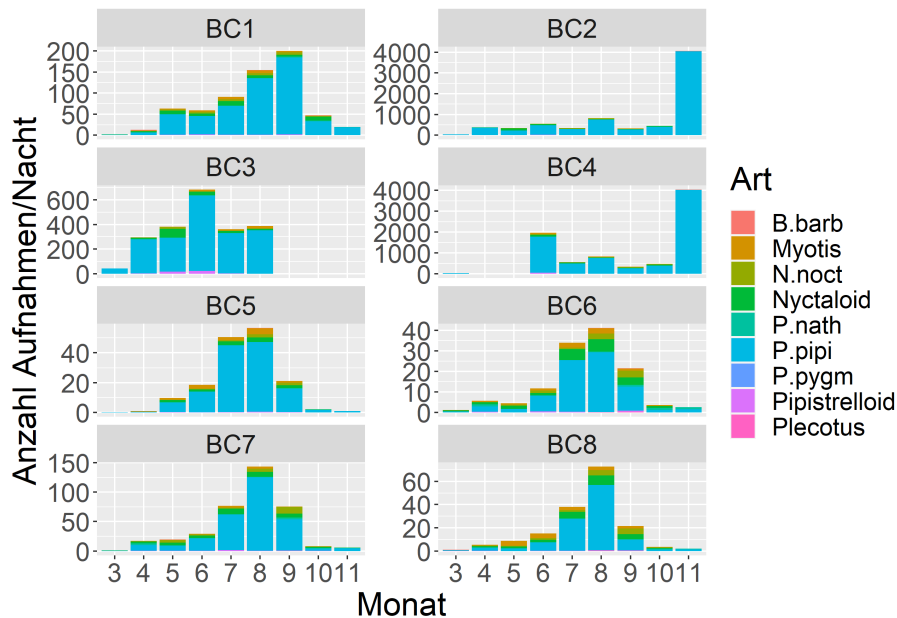 BC1
BC2
200
150
100
50
0
4000
3000
2000
1000
0
BC3
BC4
600
400
200
0
4000
3000
2000
1000
0
BC5
BC6
40
20
0
40
30
20
10
0
BC7
BC8
150
100
50
0
60
40
20
0
3 4 5 6 7 8 9 10 11
3 4 5 6 7 8 9 10 11
Monat
Anzahl Aufnahmen/Nacht
Art
B.barb
Myotis
N.noct
Nyctaloid
P.nath
P.pipi
P.pygm
Pipistrelloid
Plecotus